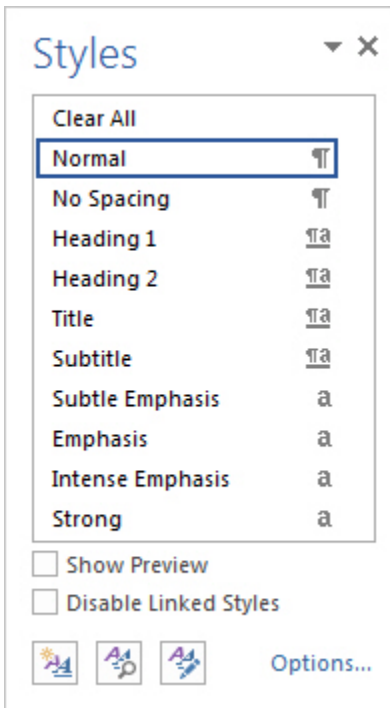 Styles
Clear All
Normal ¶
No Spacing ¶
Heading 1 ¶a
Heading 2 ¶a
Title ¶a
Subtitle ¶a
Subtle Emphasis a
Emphasis a
Intense Emphasis a
Strong a
Show Preview
Disable Linked Styles
Options...